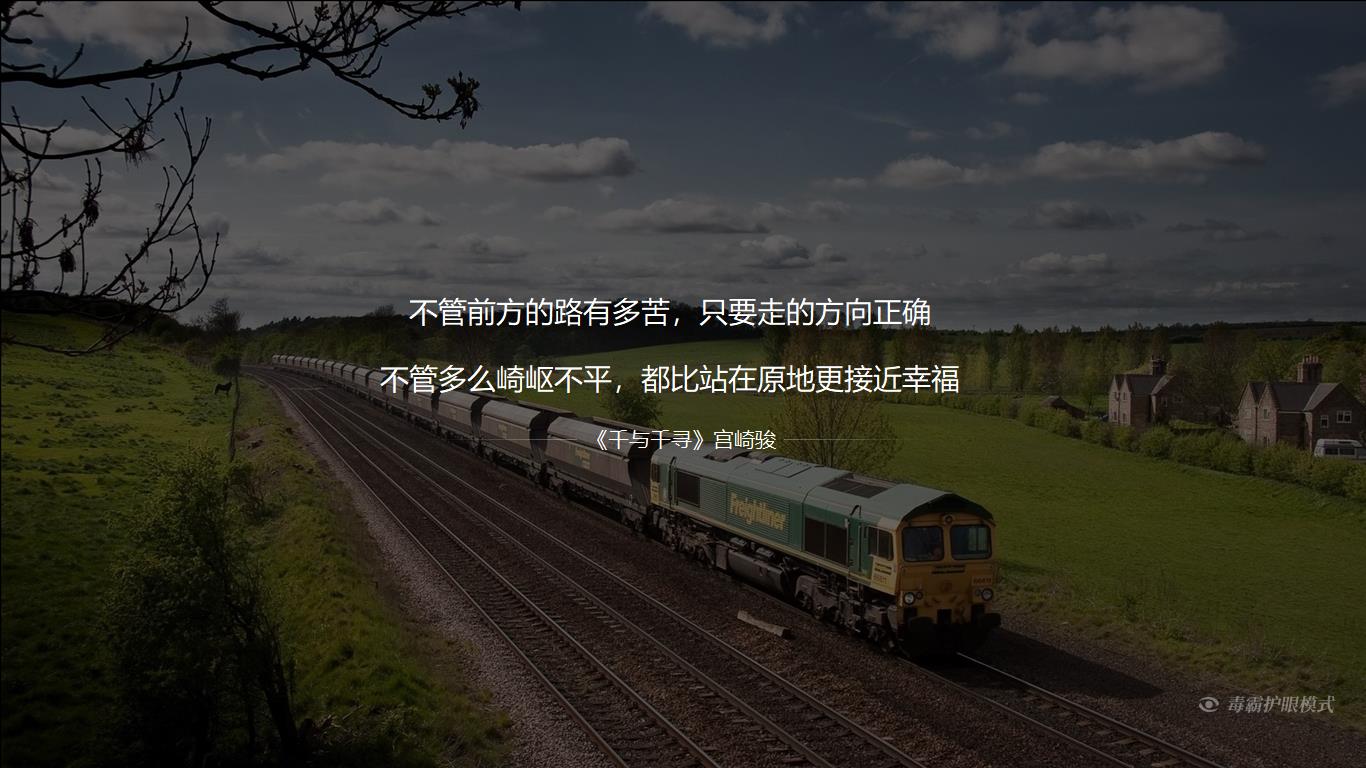 不管前方的路有多苦，只要走的方向正确
不管多么崎岖不平，都比站在原地更接近幸福
《千与千寻》宫崎骏
Freightliner
毒霸护眼模式